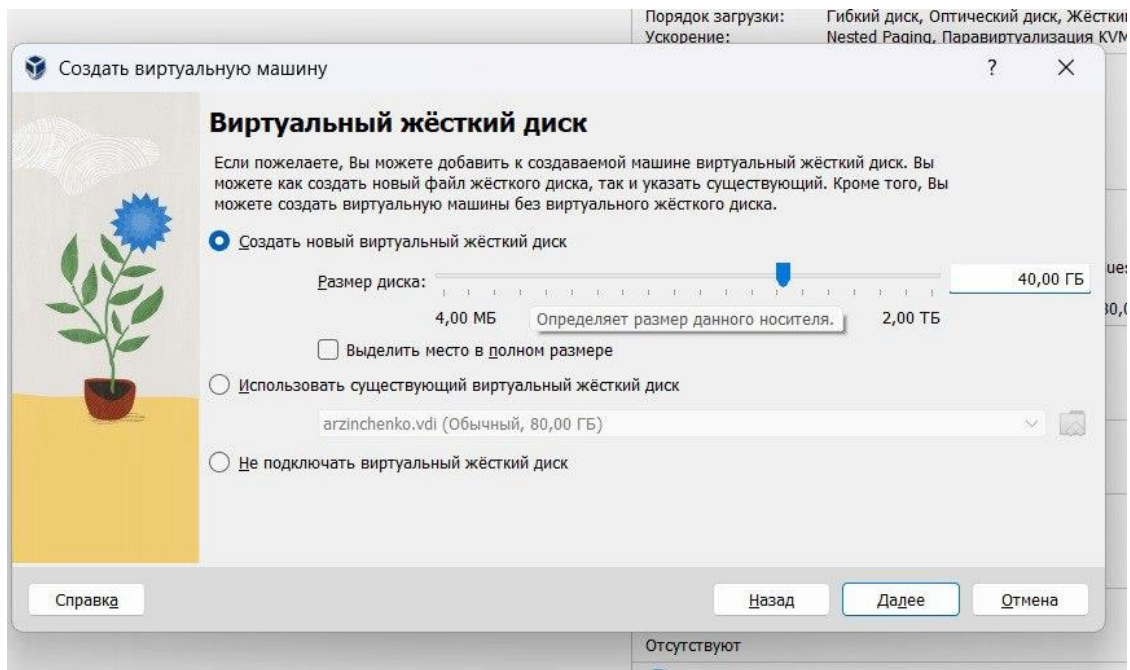 Порядок загрузки: Гибкий диск, Оптический диск, Жёстки
Ускорение: Nested Paging, Паравиртуализация KVM
Создать виртуальную машину
?
Виртуальный жёсткий диск
Если пожелаете, Вы можете добавить к создаваемой машине виртуальный жёсткий диск. Вы
можете как создать новый файл жёсткого диска, так и указать существующий. Кроме того, Вы
можете создать виртуальную машины без виртуального жёсткого диска.
Создать новый виртуальный жёсткий диск
Размер диска: 40,00 ГБ
4,00 МБ Определяет размер данного носителя. 2,00 ТБ
Выделить место в полном размере
Использовать существующий виртуальный жёсткий диск
arzinchenko.vdi (Обычный, 80,00 ГБ)
Не подключать виртуальный жёсткий диск
Справка Назад Далее Отмена
Отсутствуют